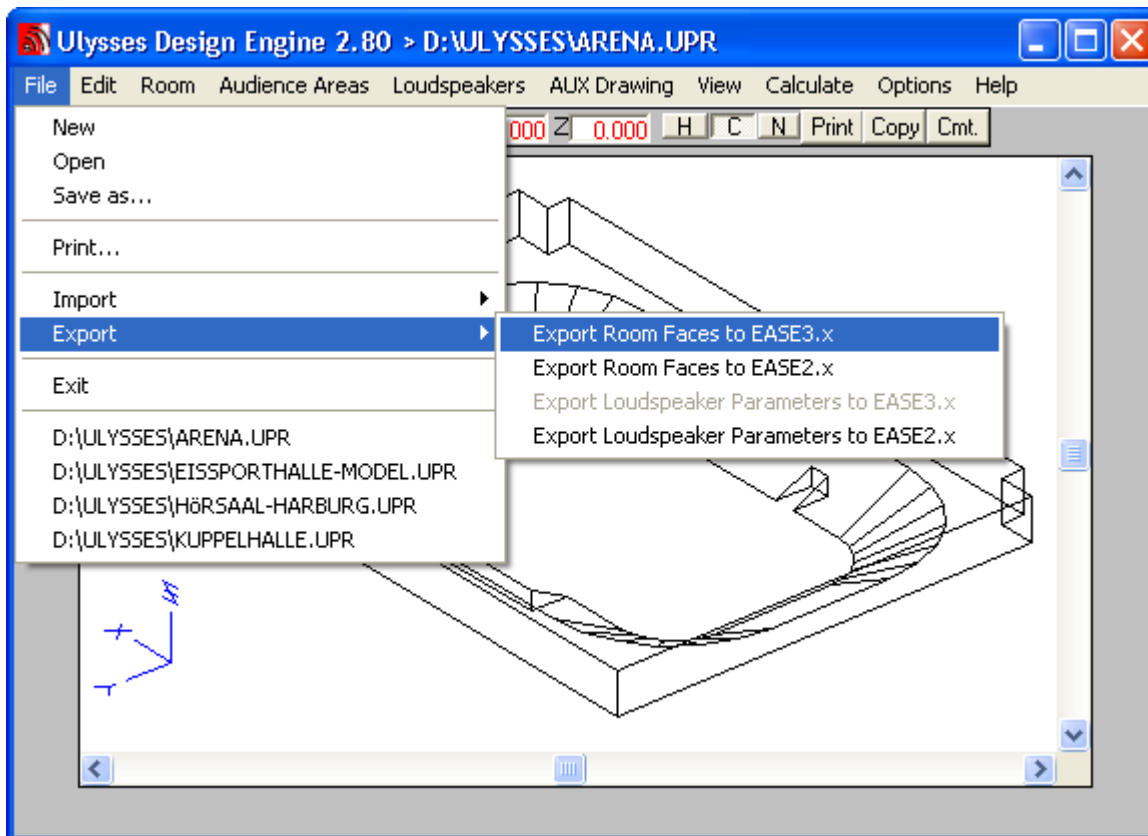 Ulysses Design Engine 2.80 > D:\ULYSSES\ARENA.UPR
File Edit Room Audience Areas Loudspeakers AUX Drawing View Calculate Options Help
000 Z 0.000 H C N Print Copy Cmt.
New
Open
Save as...
Print...
Import
Export
Exit
D:\ULYSSES\ARENA.UPR
D:\ULYSSES\EISSPORTHALLE-MODEL.UPR
D:\ULYSSES\HöRSAAL-HARBURG.UPR
D:\ULYSSES\KUPPELHALLE.UPR
Export Room Faces to EASE3.x
Export Room Faces to EASE2.x
Export Loudspeaker Parameters to EASE3.x
Export Loudspeaker Parameters to EASE2.x